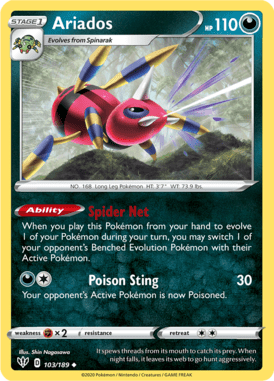 STAGE 1 Ariados HP 110
Evolves from Spinarak
NO. 168 Long Leg Pokémon HT. 3'7" WT. 73.9 lbs.
Ability Spider Net
When you play this Pokémon from your hand to evolve
1 of your Pokémon during your turn, you may switch 1 of
your opponent's Benched Evolution Pokémon with their
Active Pokémon.
Poison Sting 30
Your opponent's Active Pokémon is now Poisoned.
weakness ×2 resistance retreat
Illus. Shin Nagasawa
D 103/189
It spews threads from its mouth to catch its prey. When
night falls, it leaves its web to go hunt aggressively.
©2020 Pokémon / Nintendo / Creatures / GAME FREAK